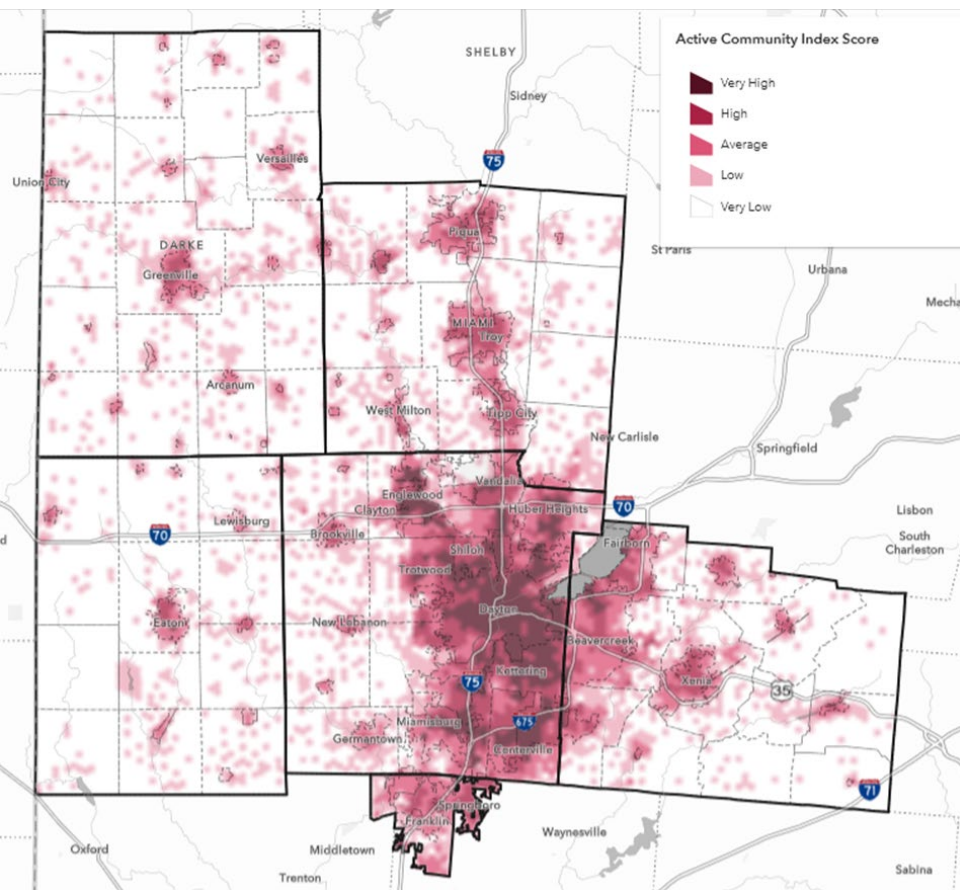 Active Community Index Score
Very High
High
Average
Low
Very Low
SHELBY
Sidney
75
Versailles
Union City
Piqua
St Paris
DARKE
Greenville
Urbana
Mecha
MIAMI
Troy
Arcanum
West Milton
Tipp City
New Carlisle
Springfield
Vandalia
Englewood
Clayton
Huber Heights
70
Lisbon
Lewisburg
70
Brookville
South
Charleston
d
Shiloh
Fairborn
Trotwood
Dayton
Eaton
New Lebanon
Beavercreek
Kettering
Xenia
75
35
Miamisburg
675
Germantown
Centerville
71
Springboro
Franklin
Waynesville
Oxford
Middletown
Trenton
Sabina